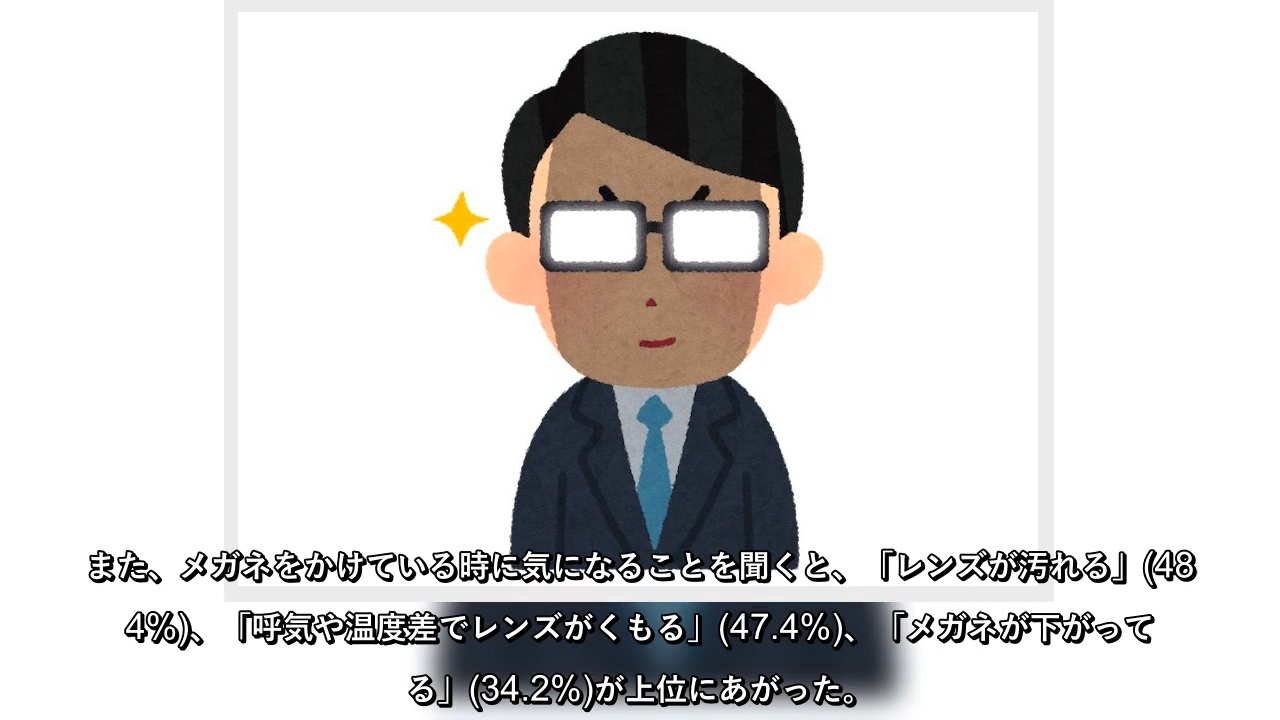 また、メガネをかけている時に気になることを聞くと、「レンズが汚れる」(48
4%)、「呼気や温度差でレンズがくもる」(47.4%)、「メガネが下がって
る」(34.2%)が上位にあがった。